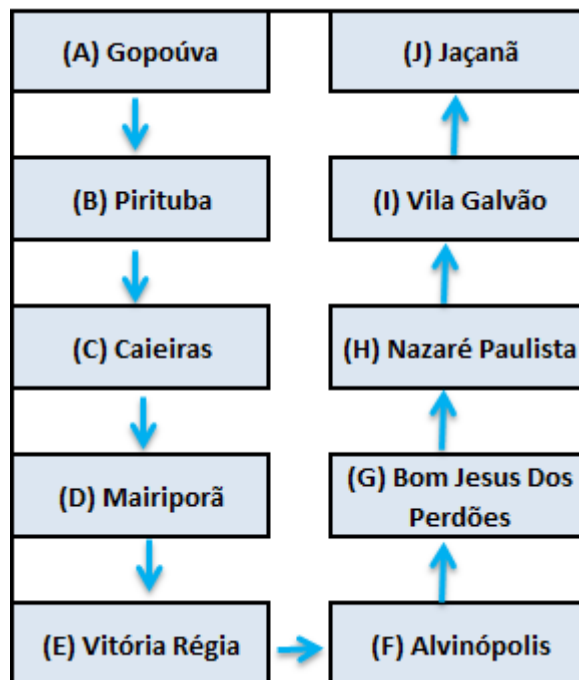 (A) Gopoúva
(B) Pirituba
(C) Caieiras
(D) Mairiporã
(E) Vitória Régia
(F) Alvinópolis
(G) Bom Jesus Dos
Perdões
(H) Nazaré Paulista
(I) Vila Galvão
(J) Jaçanã